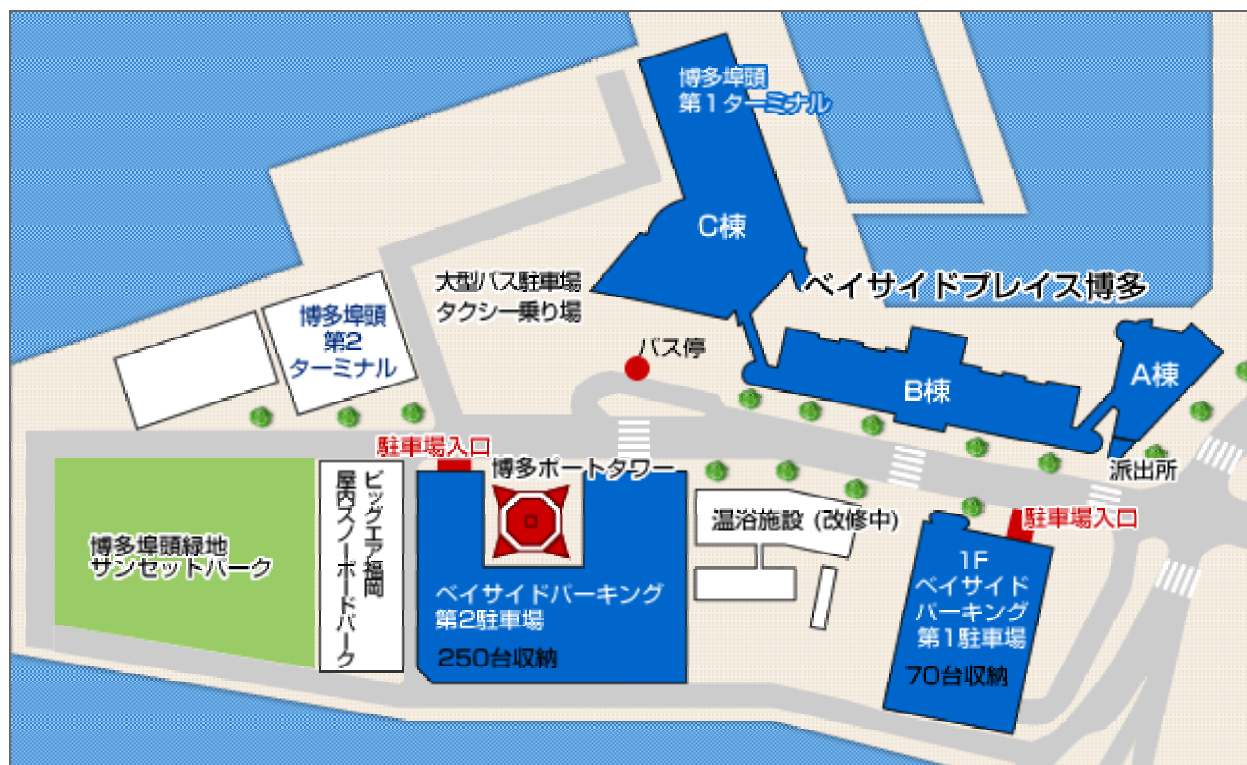 博多埠頭
第1ターミナル
C棟
大型バス駐車場
タクシー乗り場
ベイサイドプレイス博多
博多埠頭
第2
ターミナル
バス停
A棟
B棟
駐車場入口
博多ポートタワー
派出所
ビッグエア福岡
屋内スノーボードパーク
温浴施設 (改修中)
駐車場入口
博多埠頭緑地
サンセットパーク
ベイサイドパーキング
第2駐車場
250台収納
1F
ベイサイド
パーキング
第1駐車場
70台収納